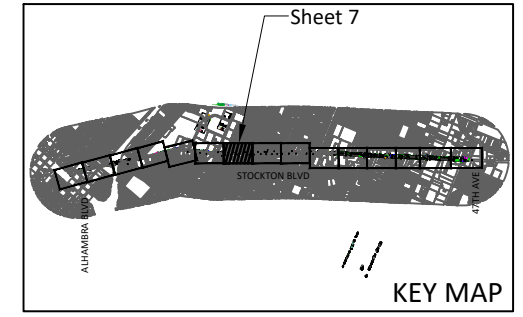 Sheet 7
STOCKTON BLVD
ALHAMBRA BLVD
47TH AVE
KEY MAP